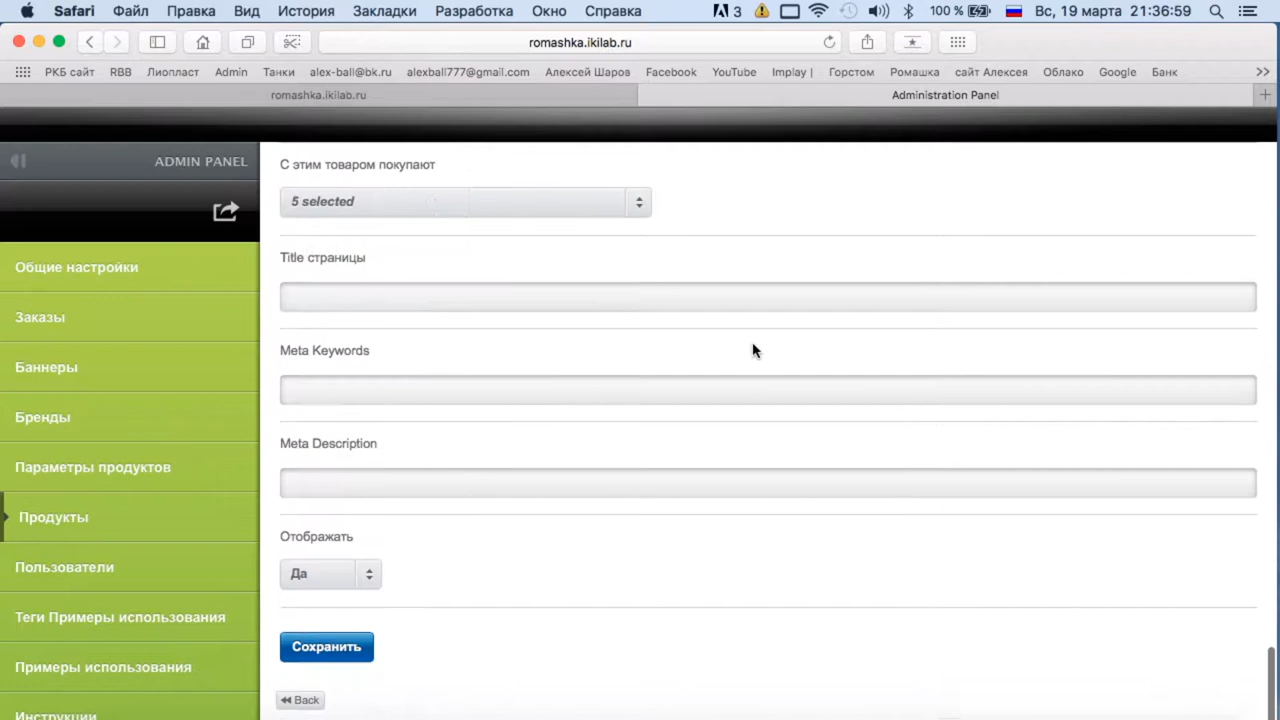 Safari Файл Правка Вид История Закладки Разработка Окно Справка 3 100 % Вс, 19 марта 21:36:59
romashka.ikilab.ru
РКБ сайт RBB Лиопласт Admin Танки alex-ball@bk.ru alexball777@gmail.com Алексей Шаров Facebook YouTube Implay | Горстом Ромашка сайт Алексея Облако Google Банк >>
romashka.ikilab.ru Administration Panel +
ADMIN PANEL
Общие настройки
Заказы
Баннеры
Бренды
Параметры продуктов
Продукты
Пользователи
Теги Примеры использования
Примеры использования
Инструкции
С этим товаром покупают
5 selected
Title страницы
Meta Keywords
Meta Description
Отображать
Да
Сохранить
Back